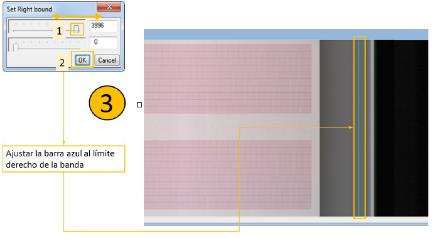 Set Right bound
1
3996
0
2
OK
Cancel
3
Ajustar la barra azul al límite
derecho de la banda